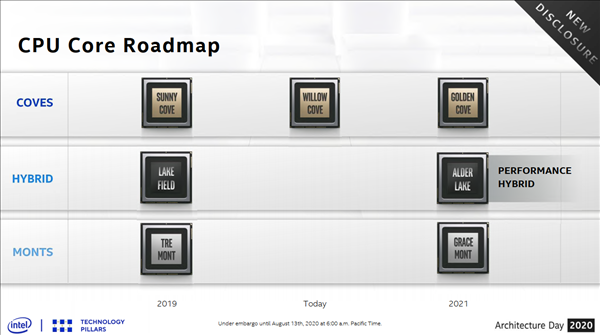 NEW
DISCLOSURE
CPU Core Roadmap
COVES
SUNNY
COVE
WILLOW
COVE
GOLDEN
COVE
HYBRID
LAKE
FIELD
ALDER
LAKE
PERFORMANCE
HYBRID
MONTS
TRE
MONT
GRACE
MONT
2019
Today
2021
intel
TECHNOLOGY
PILLARS
Under embargo until August 13th, 2020 at 6:00 a.m. Pacific Time.
Architecture Day 2020